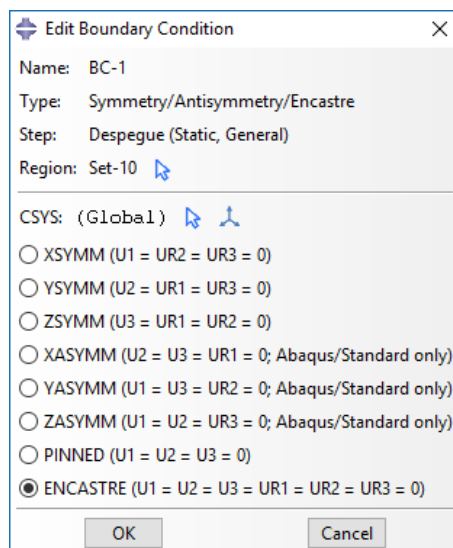 Edit Boundary Condition
Name: BC-1
Type: Symmetry/Antisymmetry/Encastre
Step: Despegue (Static, General)
Region: Set-10
CSYS: (Global)
XSYMM (U1 = UR2 = UR3 = 0)
YSYMM (U2 = UR1 = UR3 = 0)
ZSYMM (U3 = UR1 = UR2 = 0)
XASYMM (U2 = U3 = UR1 = 0; Abaqus/Standard only)
YASYMM (U1 = U3 = UR2 = 0; Abaqus/Standard only)
ZASYMM (U1 = U2 = UR3 = 0; Abaqus/Standard only)
PINNED (U1 = U2 = U3 = 0)
ENCASTRE (U1 = U2 = U3 = UR1 = UR2 = UR3 = 0)
OK Cancel